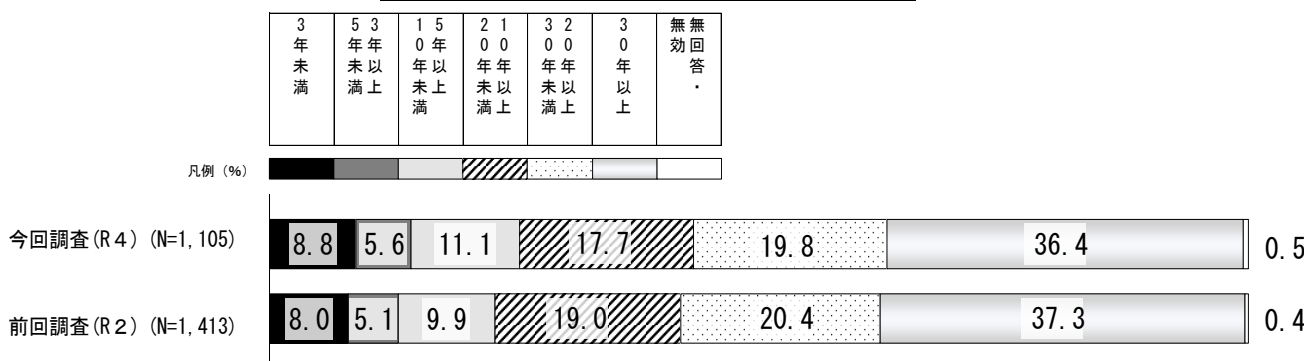 3年未満
3年以上
5年未満
5年以上
10年未満
10年以上
20年未満
20年以上
30年未満
30年以上
無回答・
無効
凡例（%）
今回調査(R４) (N=1,105)
8.8
5.6
11.1
17.7
19.8
36.4
0.5
前回調査(R２) (N=1,413)
8.0
5.1
9.9
19.0
20.4
37.3
0.4